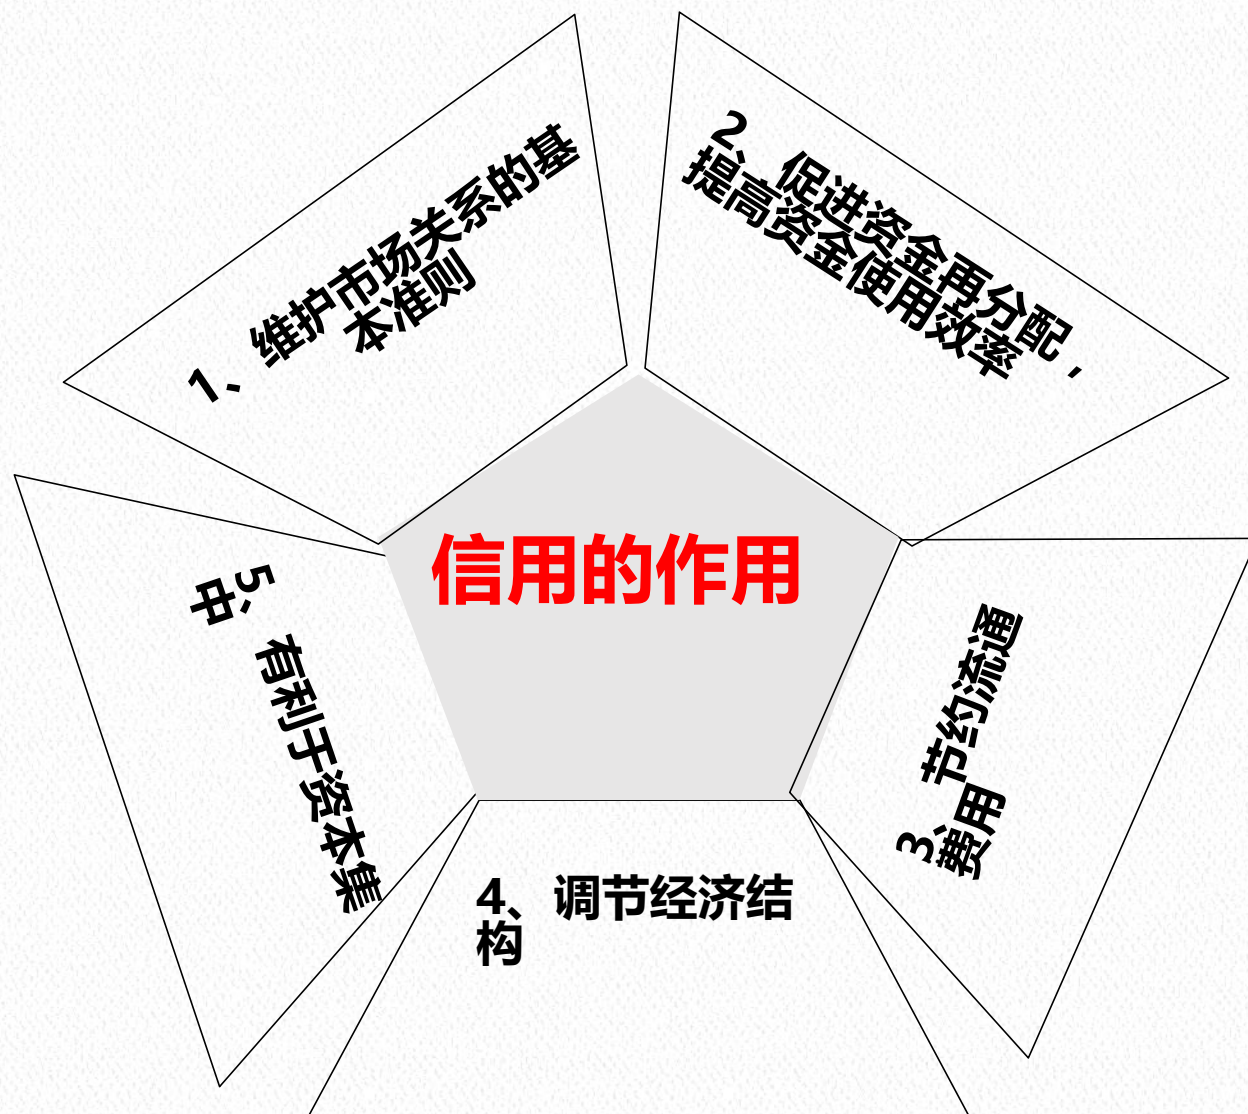 1、维护市场关系的基
本准则
2、促进资金再分配，
提高资金使用效率
信用的作用
3、节约流通
费用
4、调节经济结
构
5、有利于资本集
中